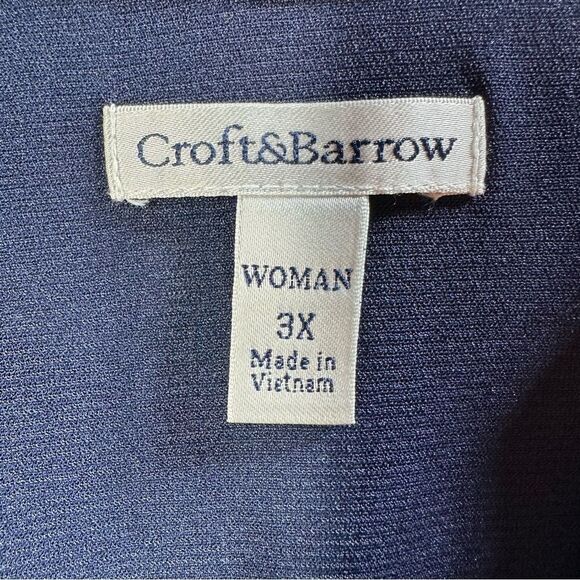 Croft&Barrow
WOMAN
3X
Made in
Vietnam